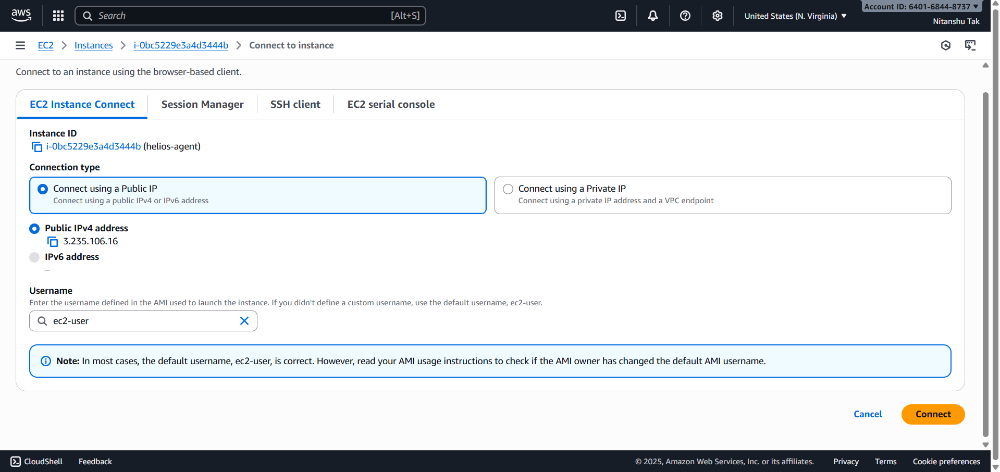 aws
Search [Alt+S]
United States (N. Virginia)
Account ID: 6401-6844-8737
Nitanshu Tak
EC2 Instances i-0bc5229e3a4d3444b Connect to instance
Connect to an instance using the browser-based client.
EC2 Instance Connect Session Manager SSH client EC2 serial console
Instance ID
i-0bc5229e3a4d3444b (helios-agent)
Connection type
Connect using a Public IP
Connect using a public IPv4 or IPv6 address
Connect using a Private IP
Connect using a private IP address and a VPC endpoint
Public IPv4 address
3.235.106.16
IPv6 address
–
Username
Enter the username defined in the AMI used to launch the instance. If you didn't define a custom username, use the default username, ec2-user.
ec2-user
Note: In most cases, the default username, ec2-user, is correct. However, read your AMI usage instructions to check if the AMI owner has changed the default AMI username.
Cancel Connect
CloudShell Feedback © 2025, Amazon Web Services, Inc. or its affiliates. Privacy Terms Cookie preferences